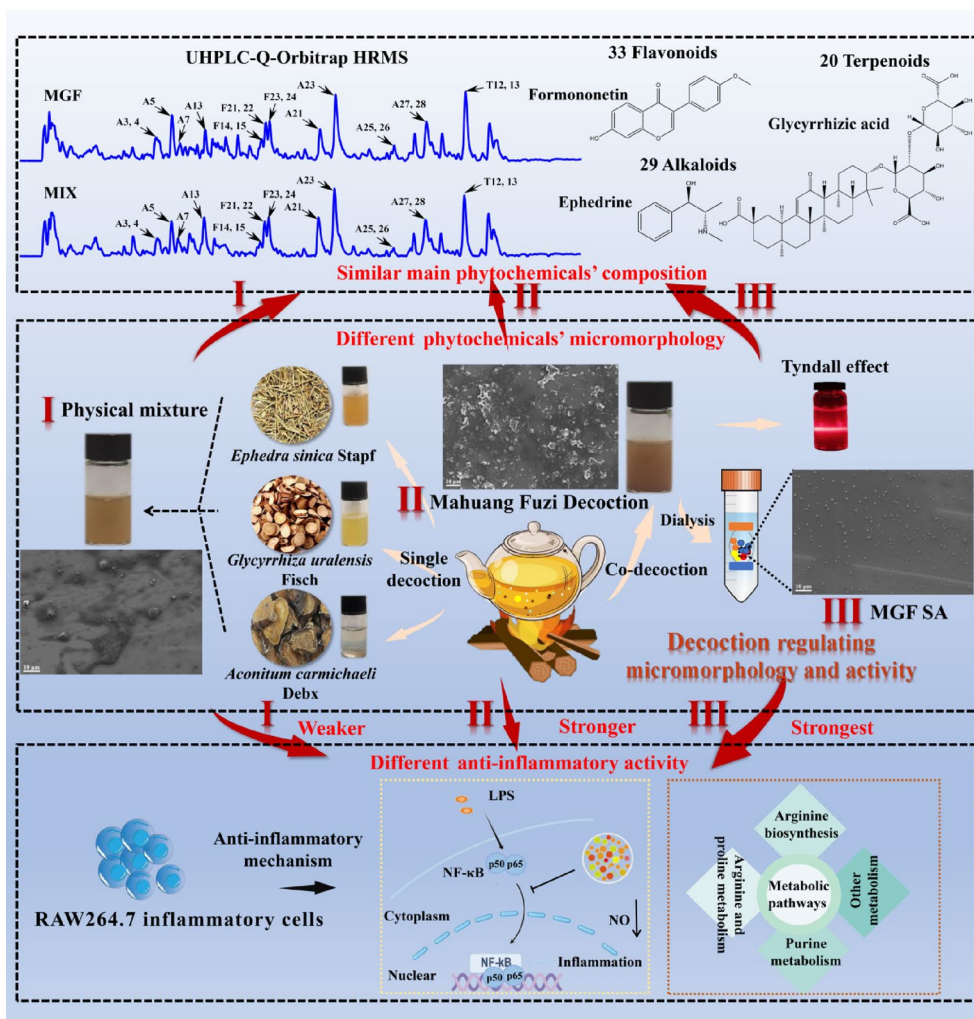 UHPLC-Q-Orbitrap HRMS
MGF
A3, 4
A5
A7
A13
F14, 15
F21, 22
F23, 24
A21
A23
A25, 26
A27, 28
T12, 13
MIX
A3, 4
A5
A7
A13
F14, 15
F21, 22
F23, 24
A21
A23
A25, 26
A27, 28
T12, 13
33 Flavonoids
Formononetin
29 Alkaloids
Ephedrine
20 Terpenoids
Glycyrrhizic acid
Similar main phytochemicals' composition
I
II
III
Different phytochemicals' micromorphology
I Physical mixture
10 μm
Ephedra sinica Stapf
Glycyrrhiza uralensis
Fisch
Aconitum carmichaeli
Debx
Single
decoction
10 μm
II Mahuang Fuzi Decoction
Co-decoction
Tyndall effect
Dialysis
10 μm
III MGF SA
Decoction regulating
micromorphology and activity
I
Weaker
II
Stronger
III
Strongest
Different anti-inflammatory activity
RAW264.7 inflammatory cells
Anti-inflammatory
mechanism
LPS
NF-κB
p50 p65
Cytoplasm
Nuclear
NO
Inflammation
NF-kB
p50 p65
Arginine
biosynthesis
Arginine and
proline metabolism
Metabolic
pathways
Other
metabolism
Purine
metabolism